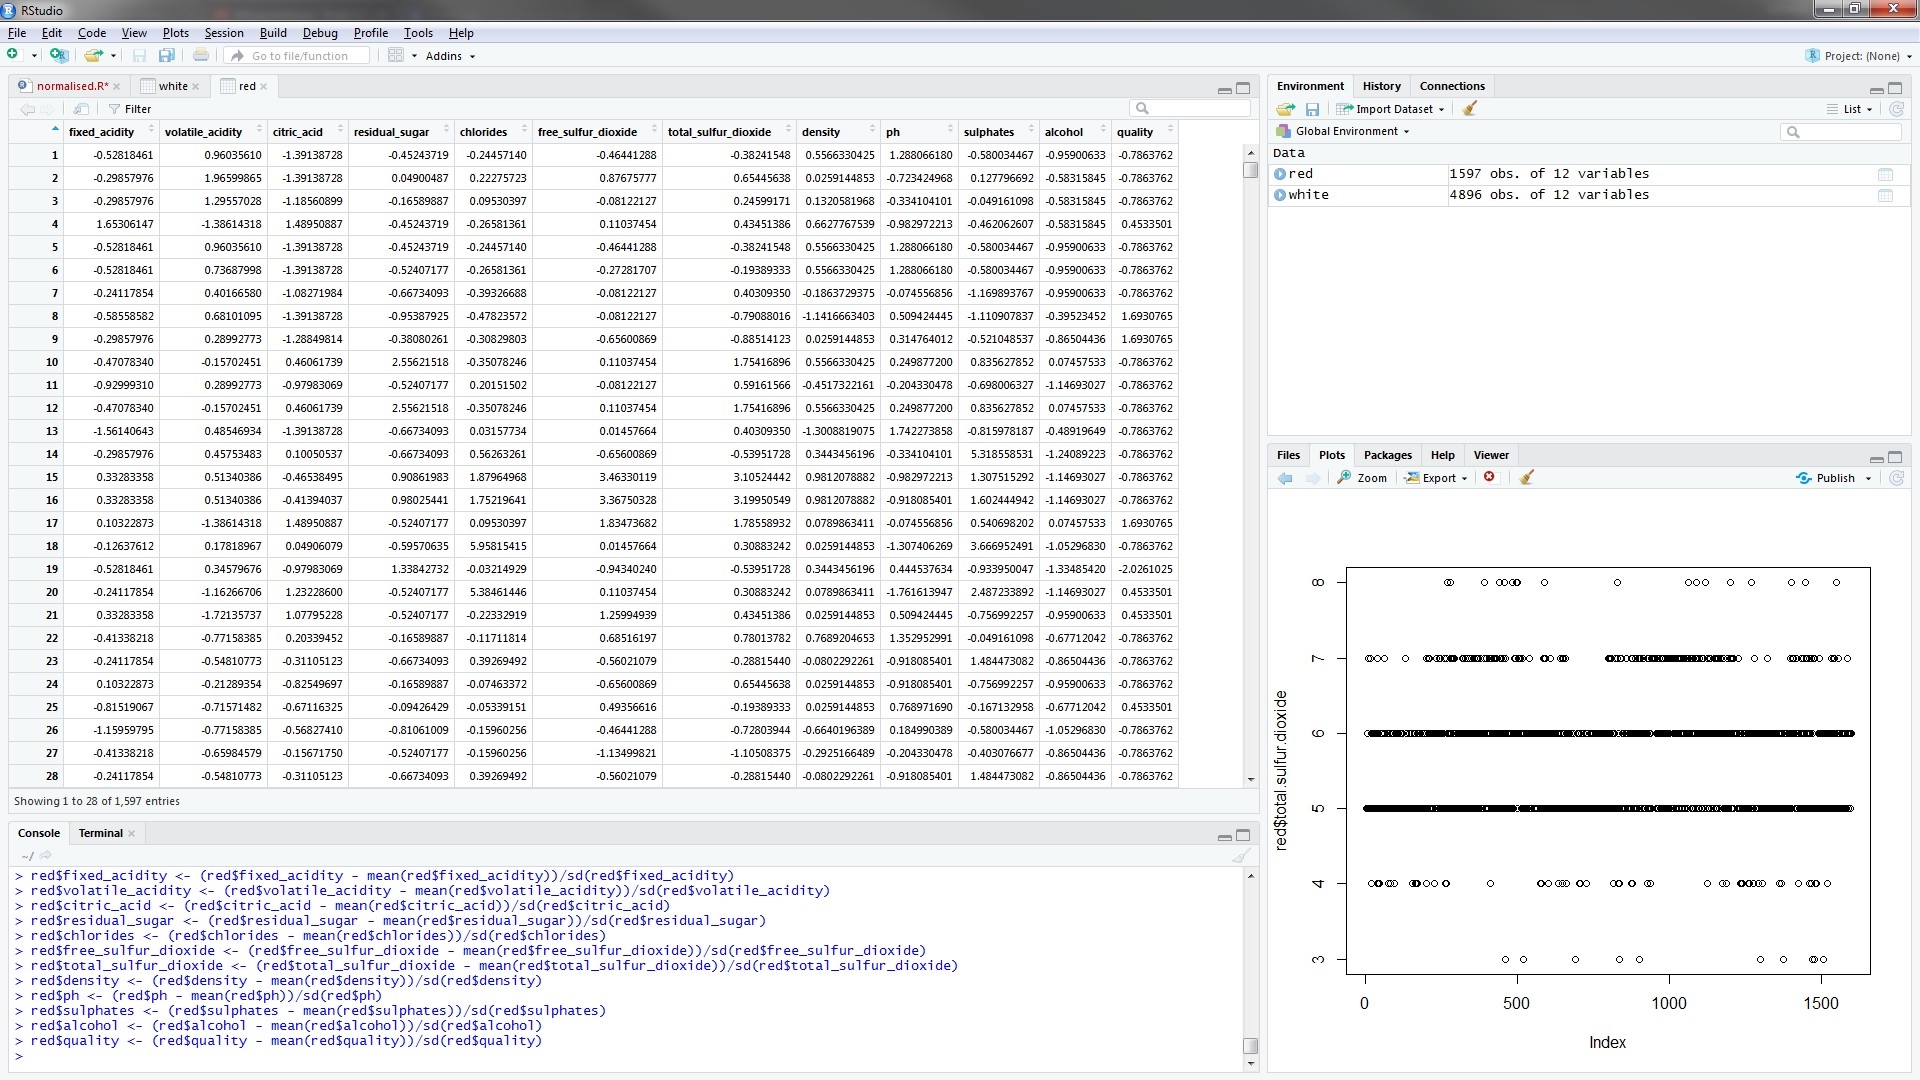 RStudio
File Edit Code View Plots Session Build Debug Profile Tools Help
Go to file/function Addins Project: (None)
normalised.R* white red
Filter
fixed_acidity volatile_acidity citric_acid residual_sugar chlorides free_sulfur_dioxide total_sulfur_dioxide density ph sulphates alcohol quality
1 -0.52818461 0.96035610 -1.39138728 -0.45243719 -0.24457140 -0.46441288 -0.38241548 0.5566330425 1.288066180 -0.580034467 -0.95900633 -0.7863762
2 -0.29857976 1.96599865 -1.39138728 0.04900487 0.22275723 0.87675777 0.65445638 0.0259144853 -0.723424968 0.127796692 -0.58315845 -0.7863762
3 -0.29857976 1.29557028 -1.18560899 -0.16589887 0.09530397 -0.08122127 0.24599171 0.1320581968 -0.334104101 -0.049161098 -0.58315845 -0.7863762
4 1.65306147 -1.38614318 1.48950887 -0.45243719 -0.26581361 0.11037454 0.43451386 0.6627767539 -0.982972213 -0.462062607 -0.58315845 0.4533501
5 -0.52818461 0.96035610 -1.39138728 -0.45243719 -0.24457140 -0.46441288 -0.38241548 0.5566330425 1.288066180 -0.580034467 -0.95900633 -0.7863762
6 -0.52818461 0.73687998 -1.39138728 -0.52407177 -0.26581361 -0.27281707 -0.19389333 0.5566330425 1.288066180 -0.580034467 -0.95900633 -0.7863762
7 -0.24117854 0.40166580 -1.08271984 -0.66734093 -0.39326688 -0.08122127 0.40309350 -0.1863729375 -0.074556856 -1.169893767 -0.95900633 -0.7863762
8 -0.58558582 0.68101095 -1.39138728 -0.95387925 -0.47823572 -0.08122127 -0.79088016 -1.1416663403 0.509424445 -1.110907837 -0.39523452 1.6930765
9 -0.29857976 0.28992773 -1.28849814 -0.38080261 -0.30829803 -0.65600869 -0.88514123 0.0259144853 0.314764012 -0.521048537 -0.86504436 1.6930765
10 -0.47078340 -0.15702451 0.46061739 2.55621518 -0.35078246 0.11037454 1.75416896 0.5566330425 0.249877200 0.835627852 0.07457533 -0.7863762
11 -0.92999310 0.28992773 -0.97983069 -0.52407177 0.20151502 -0.08122127 0.59161566 -0.4517322161 -0.204330478 -0.698006327 -1.14693027 -0.7863762
12 -0.47078340 -0.15702451 0.46061739 2.55621518 -0.35078246 0.11037454 1.75416896 0.5566330425 0.249877200 0.835627852 0.07457533 -0.7863762
13 -1.56140643 0.48546934 -1.39138728 -0.66734093 0.03157734 0.01457664 0.40309350 -1.3008819075 1.742273858 -0.815978187 -0.48919649 -0.7863762
14 -0.29857976 0.45753483 0.10050537 -0.66734093 0.56263261 -0.65600869 -0.53951728 0.3443456196 -0.334104101 5.318558531 -1.24089223 -0.7863762
15 0.33283358 0.51340386 -0.46538495 0.90861983 1.87964968 3.46330119 3.10524442 0.9812078882 -0.982972213 1.307515292 -1.14693027 -0.7863762
16 0.33283358 0.51340386 -0.41394037 0.98025441 1.75219641 3.36750328 3.19950549 0.9812078882 -0.918085401 1.602444942 -1.14693027 -0.7863762
17 0.10322873 -1.38614318 1.48950887 -0.52407177 0.09530397 1.83473682 1.78558932 0.0789863411 -0.074556856 0.540698202 0.07457533 1.6930765
18 -0.12637612 0.17818967 0.04906079 -0.59570635 5.95815415 0.01457664 0.30883242 0.0259144853 -1.307406269 3.666952491 -1.05296830 -0.7863762
19 -0.52818461 0.34579676 -0.97983069 1.33842732 -0.03214929 -0.94340240 -0.53951728 0.3443456196 0.444537634 -0.933950047 -1.33485420 -2.0261025
20 -0.24117854 -1.16266706 1.23228600 -0.52407177 5.38461446 0.11037454 0.30883242 0.0789863411 -1.761613947 2.487233892 -1.14693027 0.4533501
21 0.33283358 -1.72135737 1.07795228 -0.52407177 -0.22332919 1.25994939 0.43451386 0.0259144853 0.509424445 -0.756992257 -0.95900633 0.4533501
22 -0.41338218 -0.77158385 0.20339452 -0.16589887 -0.11711814 0.68516197 0.78013782 0.7689204653 1.352952991 -0.049161098 -0.67712042 -0.7863762
23 -0.24117854 -0.54810773 -0.31105123 -0.66734093 0.39269492 -0.56021079 -0.28815440 -0.0802292261 -0.918085401 1.484473082 -0.86504436 -0.7863762
24 0.10322873 -0.21289354 -0.82549697 -0.16589887 -0.07463372 -0.65600869 0.65445638 0.0259144853 -0.918085401 -0.756992257 -0.95900633 -0.7863762
25 -0.81519067 -0.71571482 -0.67116325 -0.09426429 -0.05339151 0.49356616 -0.19389333 0.0259144853 0.768971690 -0.167132958 -0.67712042 0.4533501
26 -1.15959795 -0.77158385 -0.56827410 -0.81061009 -0.15960256 -0.46441288 -0.72803944 -0.6640196389 0.184990389 -0.580034467 -1.05296830 -0.7863762
27 -0.41338218 -0.65984579 -0.15671750 -0.52407177 -0.15960256 -1.13499821 -1.10508375 -0.2925166489 -0.204330478 -0.403076677 -0.86504436 -0.7863762
28 -0.24117854 -0.54810773 -0.31105123 -0.66734093 0.39269492 -0.56021079 -0.28815440 -0.0802292261 -0.918085401 1.484473082 -0.86504436 -0.7863762
Showing 1 to 28 of 1,597 entries
Console Terminal
~/
> red$fixed_acidity <- (red$fixed_acidity - mean(red$fixed_acidity))/sd(red$fixed_acidity)
> red$volatile_acidity <- (red$volatile_acidity - mean(red$volatile_acidity))/sd(red$volatile_acidity)
> red$citric_acid <- (red$citric_acid - mean(red$citric_acid))/sd(red$citric_acid)
> red$residual_sugar <- (red$residual_sugar - mean(red$residual_sugar))/sd(red$residual_sugar)
> red$chlorides <- (red$chlorides - mean(red$chlorides))/sd(red$chlorides)
> red$free_sulfur_dioxide <- (red$free_sulfur_dioxide - mean(red$free_sulfur_dioxide))/sd(red$free_sulfur_dioxide)
> red$total_sulfur_dioxide <- (red$total_sulfur_dioxide - mean(red$total_sulfur_dioxide))/sd(red$total_sulfur_dioxide)
> red$density <- (red$density - mean(red$density))/sd(red$density)
> red$ph <- (red$ph - mean(red$ph))/sd(red$ph)
> red$sulphates <- (red$sulphates - mean(red$sulphates))/sd(red$sulphates)
> red$alcohol <- (red$alcohol - mean(red$alcohol))/sd(red$alcohol)
> red$quality <- (red$quality - mean(red$quality))/sd(red$quality)
>
Environment History Connections
Import Dataset List
Global Environment
Data
red 1597 obs. of 12 variables
white 4896 obs. of 12 variables
Files Plots Packages Help Viewer
Zoom Export Publish
8
7
6
5
4
3
red$total.sulfur.dioxide
0 500 1000 1500
Index